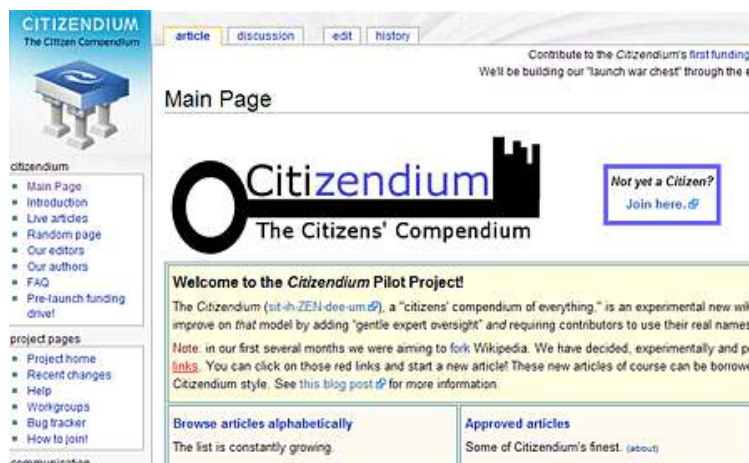 CITIZENDIUM
The Citizen Compendium
article discussion edit history
Contribute to the Citizendium's first funding
We'll be building our "launch war chest" through the
Main Page
Citizendium
The Citizens' Compendium
Not yet a Citizen?
Join here.
citizendium
Main Page
Introduction
Live articles
Random page
Our editors
Our authors
FAQ
Pre-launch funding
drive!
project pages
Project home
Recent changes
Help
Workgroups
Bug tracker
How to join!
communication
Welcome to the Citizendium Pilot Project!
The Citizendium (sit-ih-ZEN-dee-um), a "citizens' compendium of everything," is an experimental new
improve on that model by adding "gentle expert oversight" and requiring contributors to use their real names
Note: in our first several months we were aiming to fork Wikipedia. We have decided, experimentally and
links. You can click on those red links and start a new article! These new articles of course can be
Citizendium style. See this blog post for more information
Browse articles alphabetically
The list is constantly growing.
Approved articles
Some of Citizendium's finest. (about)